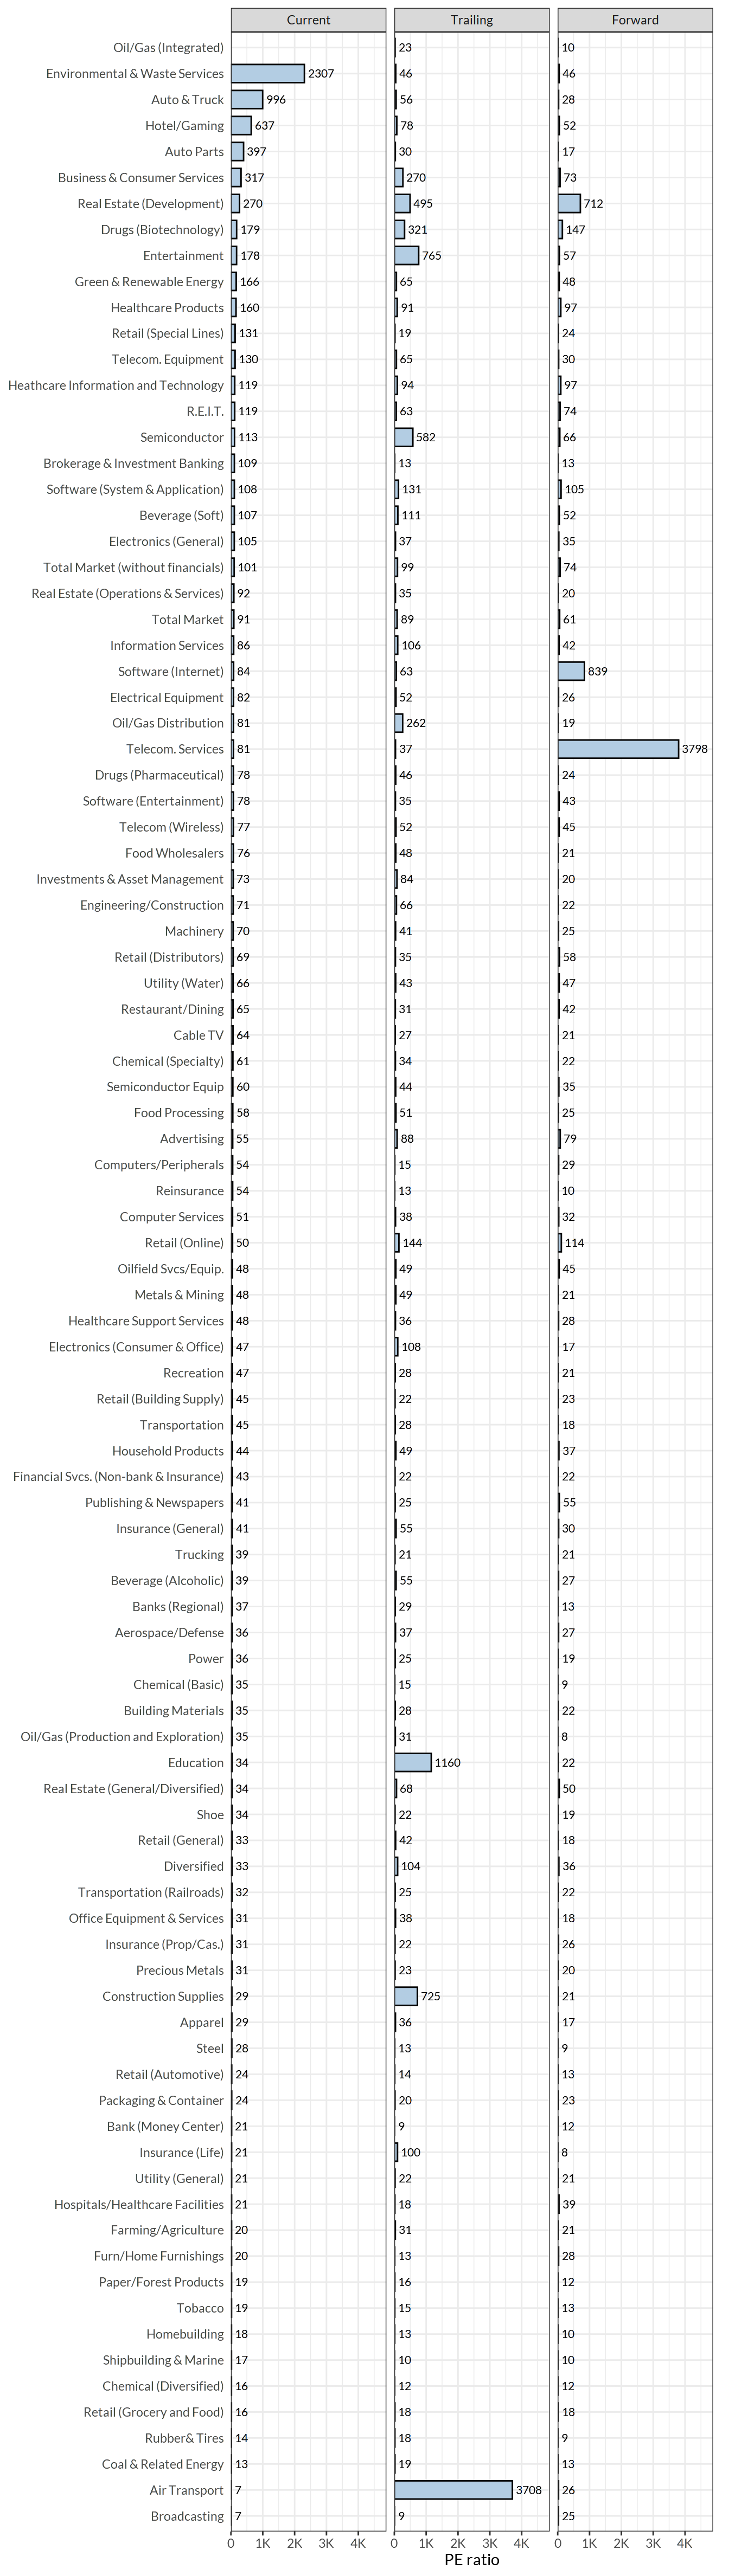 Current Trailing Forward
Oil/Gas (Integrated) 23 10
Environmental & Waste Services 2307 46 46
Auto & Truck 996 56 28
Hotel/Gaming 637 78 52
Auto Parts 397 30 17
Business & Consumer Services 317 270 73
Real Estate (Development) 270 495 712
Drugs (Biotechnology) 179 321 147
Entertainment 178 765 57
Green & Renewable Energy 166 65 48
Healthcare Products 160 91 97
Retail (Special Lines) 131 19 24
Telecom. Equipment 130 65 30
Heathcare Information and Technology 119 94 97
R.E.I.T. 119 63 74
Semiconductor 113 582 66
Brokerage & Investment Banking 109 13 13
Software (System & Application) 108 131 105
Beverage (Soft) 107 111 52
Electronics (General) 105 37 35
Total Market (without financials) 101 99 74
Real Estate (Operations & Services) 92 35 20
Total Market 91 89 61
Information Services 86 106 42
Software (Internet) 84 63 839
Electrical Equipment 82 52 26
Oil/Gas Distribution 81 262 19
Telecom. Services 81 37 3798
Drugs (Pharmaceutical) 78 46 24
Software (Entertainment) 78 35 43
Telecom (Wireless) 77 52 45
Food Wholesalers 76 48 21
Investments & Asset Management 73 84 20
Engineering/Construction 71 66 22
Machinery 70 41 25
Retail (Distributors) 69 35 58
Utility (Water) 66 43 47
Restaurant/Dining 65 31 42
Cable TV 64 27 21
Chemical (Specialty) 61 34 22
Semiconductor Equip 60 44 35
Food Processing 58 51 25
Advertising 55 88 79
Computers/Peripherals 54 15 29
Reinsurance 54 13 10
Computer Services 51 38 32
Retail (Online) 50 144 114
Oilfield Svcs/Equip. 48 49 45
Metals & Mining 48 49 21
Healthcare Support Services 48 36 28
Electronics (Consumer & Office) 47 108 17
Recreation 47 28 21
Retail (Building Supply) 45 22 23
Transportation 45 28 18
Household Products 44 49 37
Financial Svcs. (Non-bank & Insurance) 43 22 22
Publishing & Newspapers 41 25 55
Insurance (General) 41 55 30
Trucking 39 21 21
Beverage (Alcoholic) 39 55 27
Banks (Regional) 37 29 13
Aerospace/Defense 36 37 27
Power 36 25 19
Chemical (Basic) 35 15 9
Building Materials 35 28 22
Oil/Gas (Production and Exploration) 35 31 8
Education 34 1160 22
Real Estate (General/Diversified) 34 68 50
Shoe 34 22 19
Retail (General) 33 42 18
Diversified 33 104 36
Transportation (Railroads) 32 25 22
Office Equipment & Services 31 38 18
Insurance (Prop/Cas.) 31 22 26
Precious Metals 31 23 20
Construction Supplies 29 725 21
Apparel 29 36 17
Steel 28 13 9
Retail (Automotive) 24 14 13
Packaging & Container 24 20 23
Bank (Money Center) 21 9 12
Insurance (Life) 21 100 8
Utility (General) 21 22 21
Hospitals/Healthcare Facilities 21 18 39
Farming/Agriculture 20 31 21
Furn/Home Furnishings 20 13 28
Paper/Forest Products 19 16 12
Tobacco 19 15 13
Homebuilding 18 13 10
Shipbuilding & Marine 17 10 10
Chemical (Diversified) 16 12 12
Retail (Grocery and Food) 16 18 18
Rubber& Tires 14 18 9
Coal & Related Energy 13 19 13
Air Transport 7 3708 26
Broadcasting 7 9 25
0 1K 2K 3K 4K 0 1K 2K 3K 4K 0 1K 2K 3K 4K
PE ratio